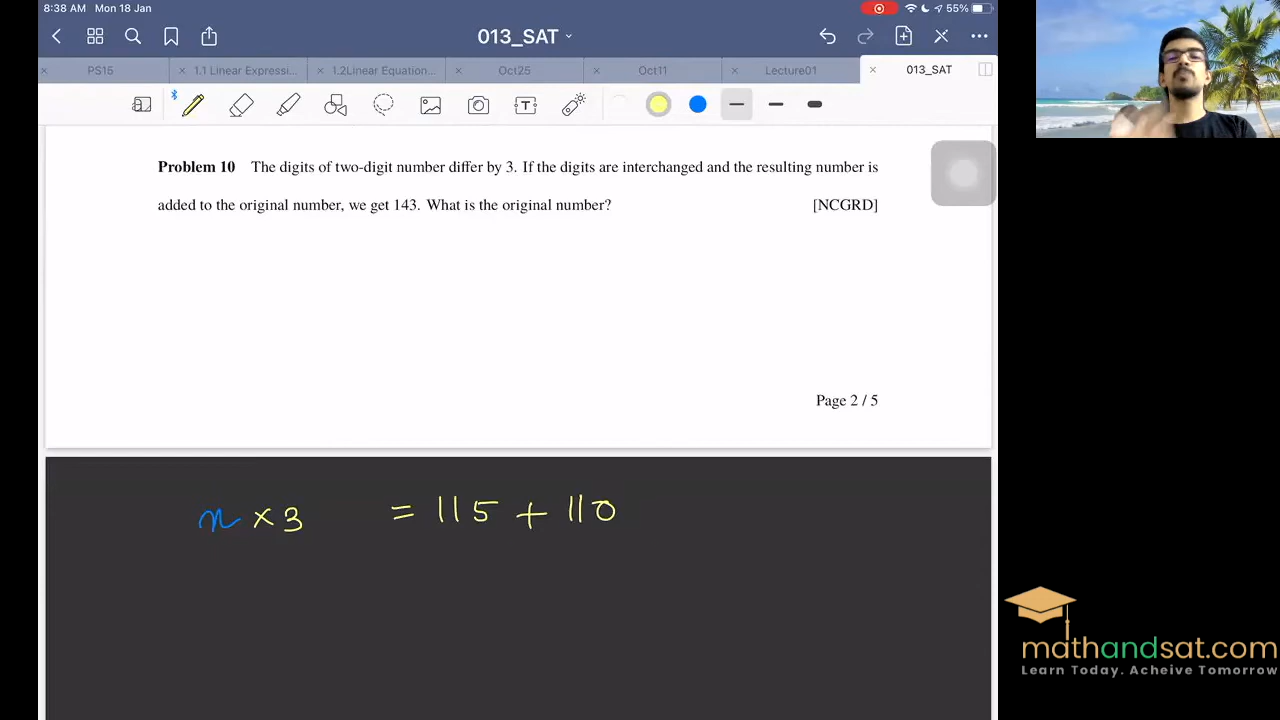 8:38 AM Mon 18 Jan
55%
013_SAT
PS15
1.1 Linear Expressi...
1.2Linear Equation...
Oct25
Oct11
Lecture01
013_SAT
T
Problem 10 The digits of two-digit number differ by 3. If the digits are interchanged and the resulting number is
added to the original number, we get 143. What is the original number? [NCGRD]
Page 2 / 5
n × 3 = 115 + 110
mathandsat.com
Learn Today. Acheive Tomorrow